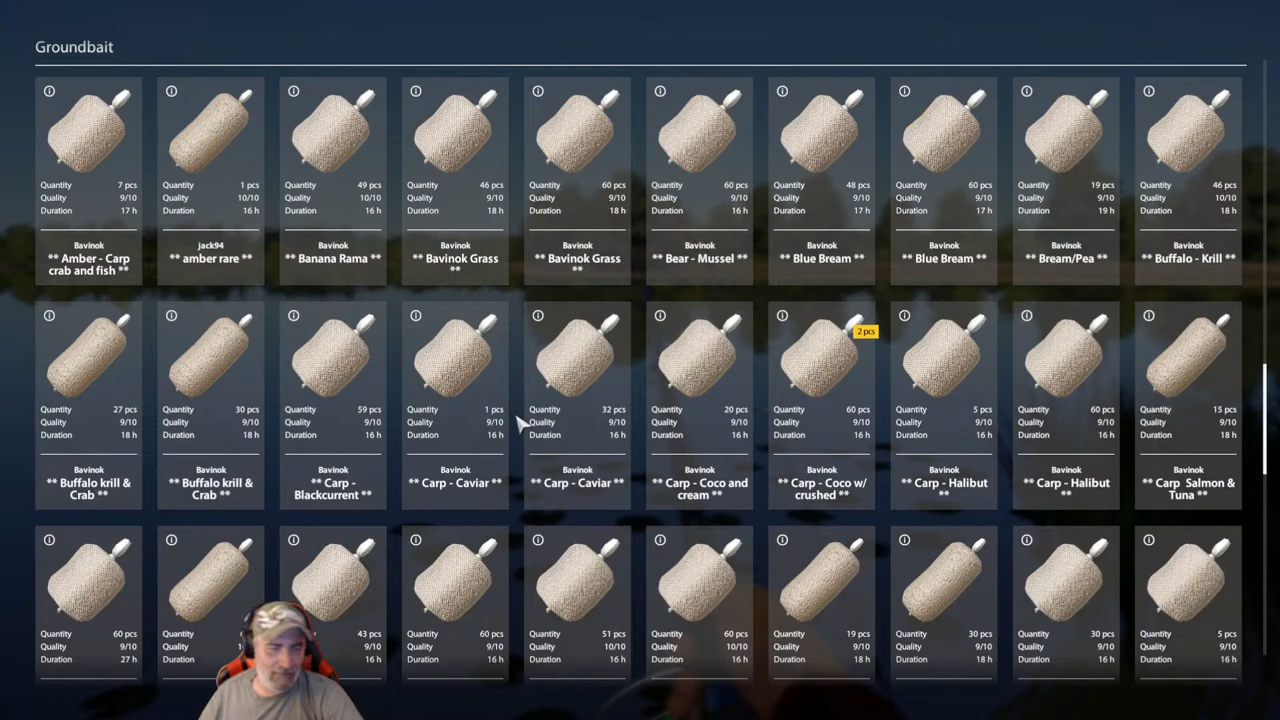 Groundbait
Quantity 7 pcs
Quality 9/10
Duration 17 h
Bavinok
** Amber - Carp
crab and fish **
Quantity 1 pcs
Quality 10/10
Duration 16 h
jack94
** amber rare **
Quantity 49 pcs
Quality 10/10
Duration 16 h
Bavinok
** Banana Rama **
Quantity 46 pcs
Quality 9/10
Duration 18 h
Bavinok
** Bavinok Grass
**
Quantity 60 pcs
Quality 9/10
Duration 18 h
Bavinok
** Bavinok Grass
**
Quantity 60 pcs
Quality 9/10
Duration 16 h
Bavinok
** Bear - Mussel **
Quantity 48 pcs
Quality 9/10
Duration 17 h
Bavinok
** Blue Bream **
Quantity 60 pcs
Quality 9/10
Duration 17 h
Bavinok
** Blue Bream **
Quantity 19 pcs
Quality 9/10
Duration 19 h
Bavinok
** Bream/Pea **
Quantity 46 pcs
Quality 10/10
Duration 18 h
Bavinok
** Buffalo - Krill **
Quantity 27 pcs
Quality 9/10
Duration 18 h
Bavinok
** Buffalo krill &
Crab **
Quantity 30 pcs
Quality 9/10
Duration 18 h
Bavinok
** Buffalo krill &
Crab **
Quantity 59 pcs
Quality 9/10
Duration 16 h
Bavinok
** Carp -
Blackcurrent **
Quantity 1 pcs
Quality 9/10
Duration 16 h
Bavinok
** Carp - Caviar **
Quantity 32 pcs
Quality 9/10
Duration 16 h
Bavinok
** Carp - Caviar **
Quantity 20 pcs
Quality 9/10
Duration 16 h
Bavinok
** Carp - Coco and
cream **
2 pcs
Quantity 60 pcs
Quality 9/10
Duration 16 h
Bavinok
** Carp - Coco w/
crushed **
Quantity 5 pcs
Quality 9/10
Duration 16 h
Bavinok
** Carp - Halibut
**
Quantity 60 pcs
Quality 9/10
Duration 16 h
Bavinok
** Carp - Halibut
**
Quantity 15 pcs
Quality 9/10
Duration 18 h
Bavinok
** Carp Salmon &
Tuna **
Quantity 60 pcs
Quality 9/10
Duration 27 h
Quantity
Quality
Duration
43 pcs
9/10
16 h
Quantity 60 pcs
Quality 9/10
Duration 16 h
Quantity 51 pcs
Quality 10/10
Duration 16 h
Quantity 60 pcs
Quality 10/10
Duration 16 h
Quantity 19 pcs
Quality 9/10
Duration 18 h
Quantity 30 pcs
Quality 9/10
Duration 18 h
Quantity 30 pcs
Quality 9/10
Duration 16 h
Quantity 5 pcs
Quality 9/10
Duration 16 h